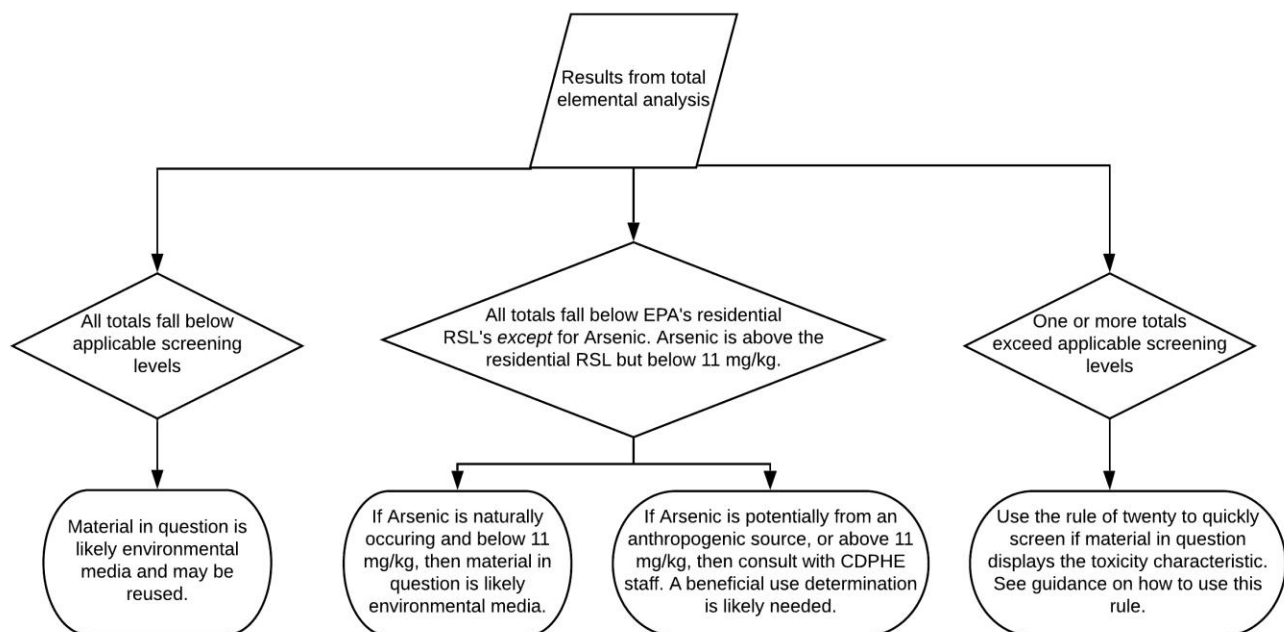 Results from total
elemental analysis
All totals fall below
applicable screening
levels
All totals fall below EPA's residential
RSL's except for Arsenic. Arsenic is above the
residential RSL but below 11 mg/kg.
One or more totals
exceed applicable screening
levels
Material in question is
likely environmental
media and may be
reused.
If Arsenic is naturally
occuring and below 11
mg/kg, then material in
question is likely
environmental media.
If Arsenic is potentially from an
anthropogenic source, or above 11
mg/kg, then consult with CDPHE
staff. A beneficial use determination
is likely needed.
Use the rule of twenty to quickly
screen if material in question
displays the toxicity characteristic.
See guidance on how to use this
rule.